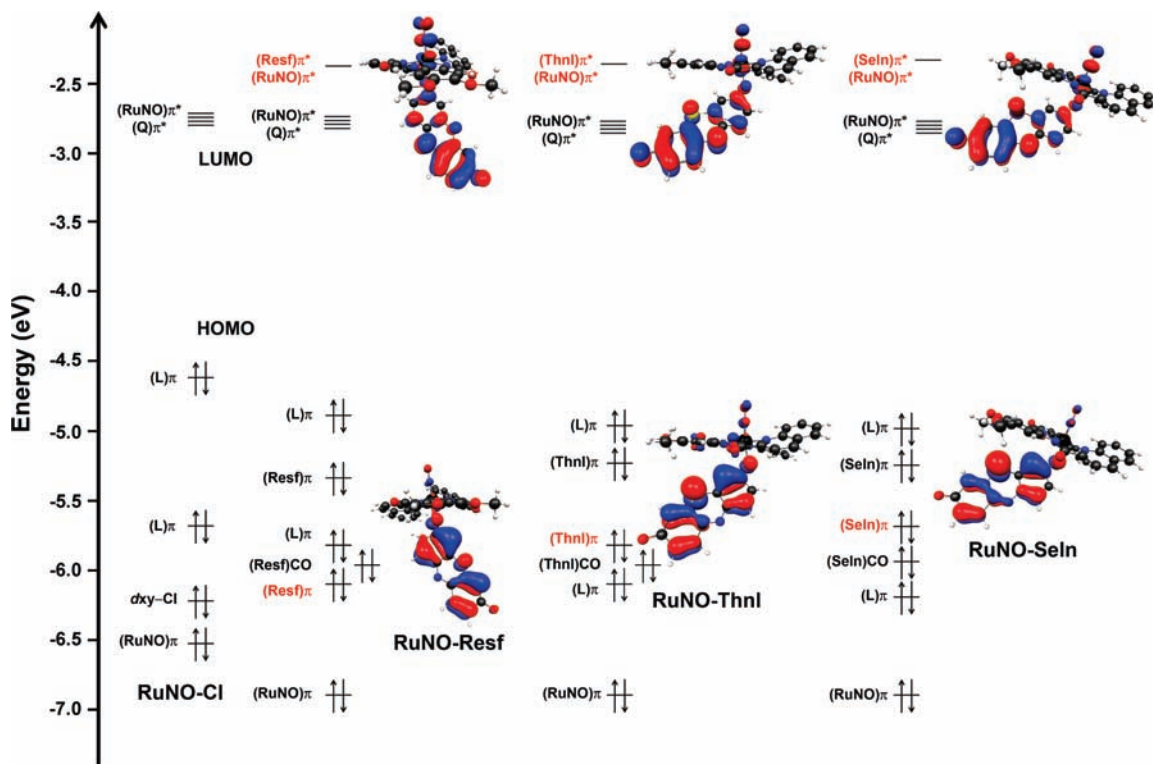 Energy (eV)
-2.5
-3.0
-3.5
-4.0
-4.5
-5.0
-5.5
-6.0
-6.5
-7.0
(RuNO)π*
(Q)π*
LUMO
HOMO
(L)π
(L)π
dxy–Cl
(RuNO)π
RuNO-Cl
(Resf)π*
(RuNO)π*
(RuNO)π*
(Q)π*
(L)π
(Resf)π
(L)π
(Resf)CO
(Resf)π
(RuNO)π
RuNO-Resf
(Thnl)π*
(RuNO)π*
(RuNO)π*
(Q)π*
(L)π
(Thnl)π
(Thnl)π
(Thnl)CO
(L)π
(RuNO)π
RuNO-Thnl
(Seln)π*
(RuNO)π*
(RuNO)π*
(Q)π*
(L)π
(Seln)π
(Seln)π
(Seln)CO
(L)π
(RuNO)π
RuNO-Seln